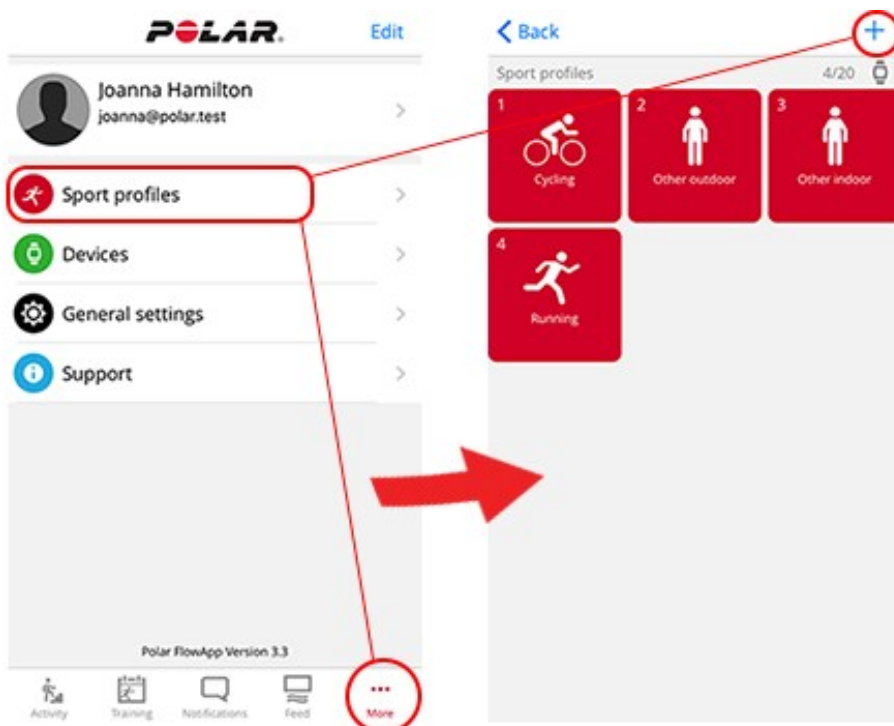 POLAR.
Edit
Joanna Hamilton
joanna@polar.test
Sport profiles
Devices
General settings
Support
Polar FlowApp Version 3.3
Activity
Training
Notifications
Feed
More
Back
+
Sport profiles
4/20
1
Cycling
2
Other outdoor
3
Other indoor
4
Running